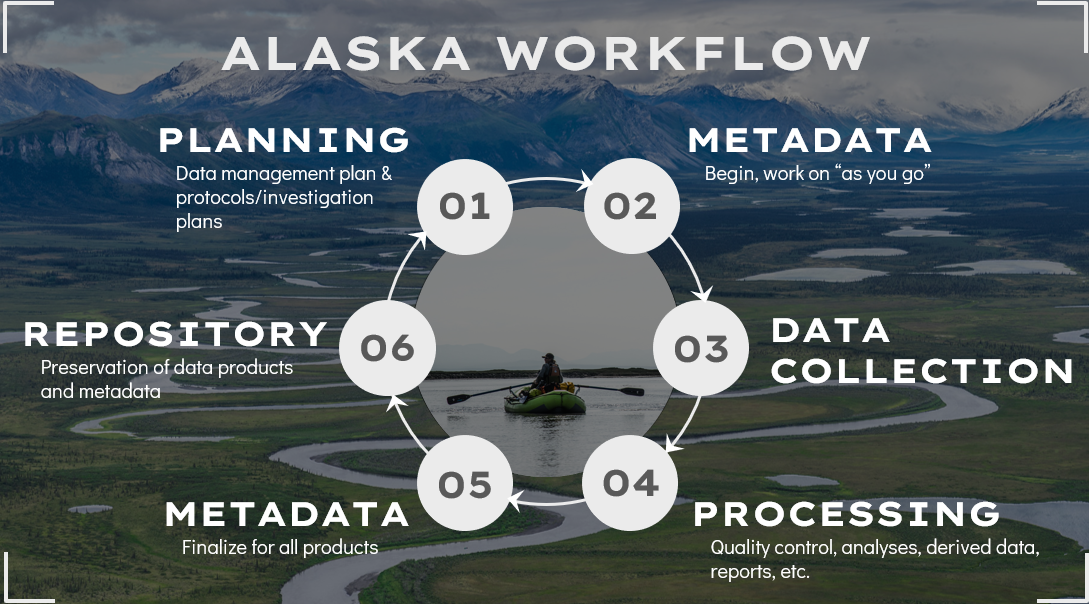 ALASKA WORKFLOW
PLANNING
Data management plan &
protocols/investigation
plans
01
02
METADATA
Begin, work on “as you go”
03
DATA
COLLECTION
04
PROCESSING
Quality control, analyses, derived data,
reports, etc.
05
METADATA
Finalize for all products
06
REPOSITORY
Preservation of data products
and metadata